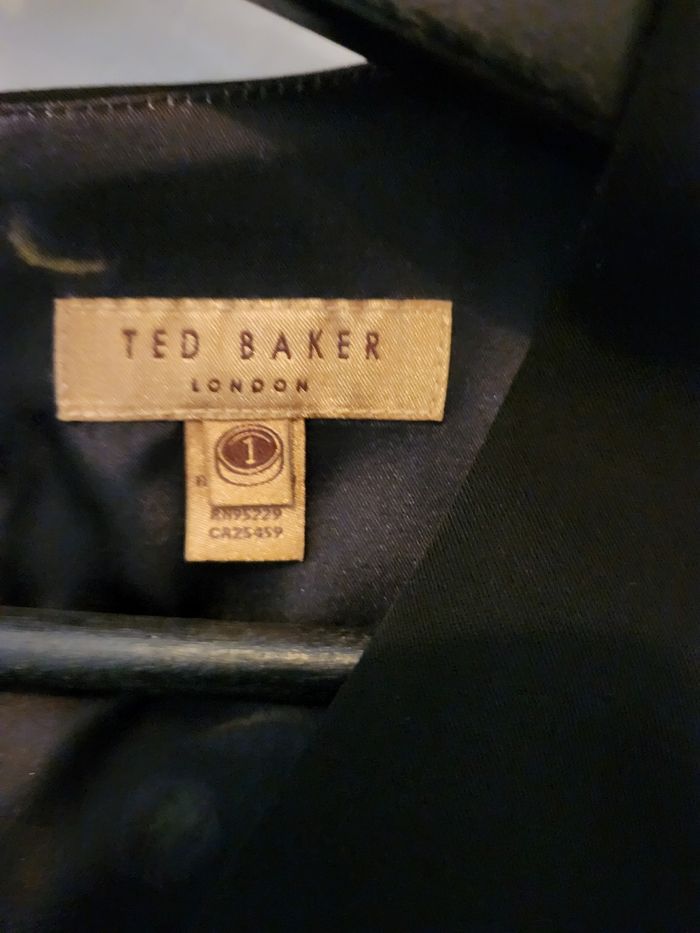 TED BAKER
LONDON
1
RN95229
CA25459